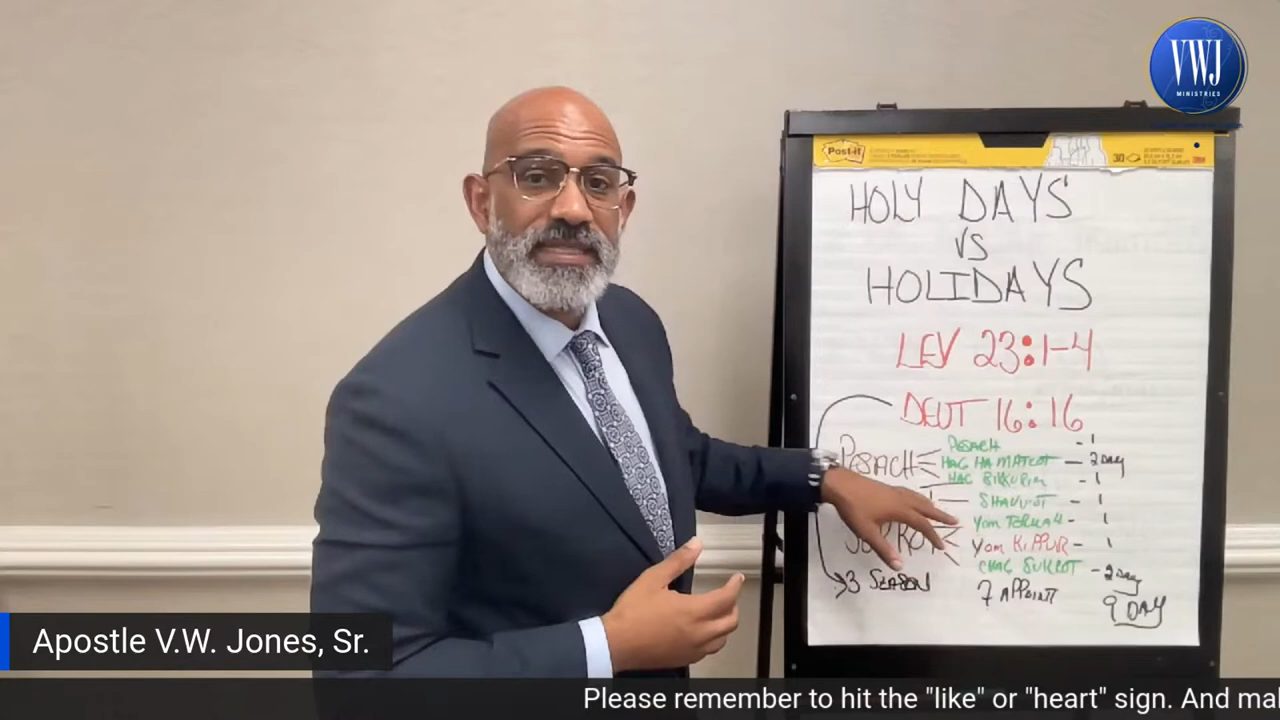 VWJ
MINISTRIES
Post-it
30
3M
HOLY DAYS
VS
HOLIDAYS
LEV 23:1-4
DEUT 16:16
PESACH
PESACH - 1
HAG HA MATZOT - 2 DAY
HAG BIKKURIM - 1
SHAVUOT - 1
YOM TERUAH - 1
YOM KIPPUR - 1
CHAG SUKKOT - 2 DAY
3 SEASON
7 APPOINT
9 DAY
Apostle V.W. Jones, Sr.
Please remember to hit the "like" or "heart" sign. And